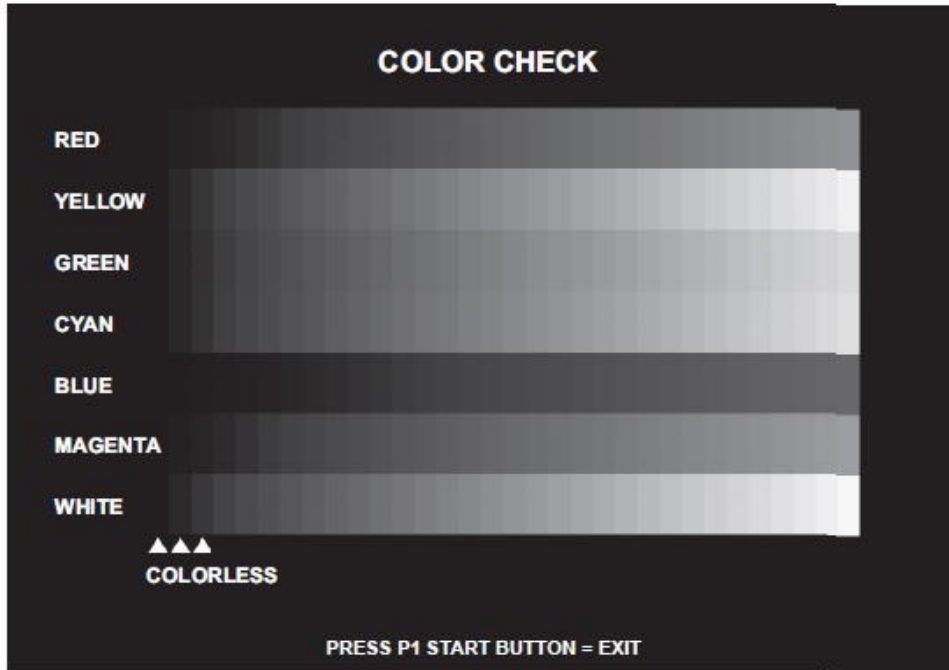 COLOR CHECK
RED
YELLOW
GREEN
CYAN
BLUE
MAGENTA
WHITE
COLORLESS
PRESS P1 START BUTTON = EXIT